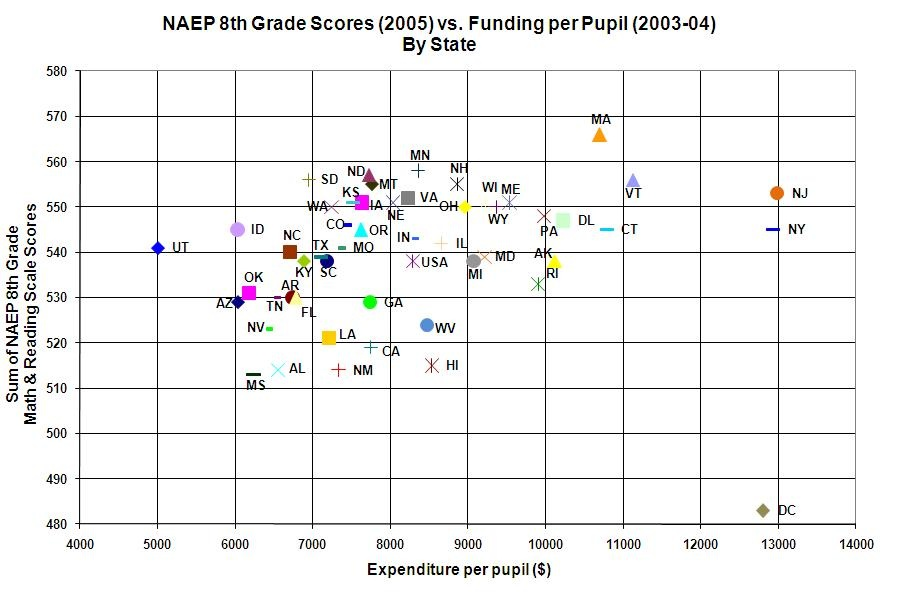 NAEP 8th Grade Scores (2005) vs. Funding per Pupil (2003-04)
By State
Sum of NAEP 8th Grade
Math & Reading Scale Scores
580
570
MA
560
MN
ND
NH
SD
MT
VT
KS
WI
ME
NJ
550
WA
IA
NE
VA
OH
WY
CO
OR
PA
DL
CT
NY
ID
NC
IN
IL
540
UT
TX
MO
MD
AK
KY
SC
USA
MI
RI
OK
AR
530
AZ
TN
FL
GA
NV
LA
WV
520
CA
AL
NM
HI
510
MS
500
490
DC
480
4000 5000 6000 7000 8000 9000 10000 11000 12000 13000 14000
Expenditure per pupil ($)